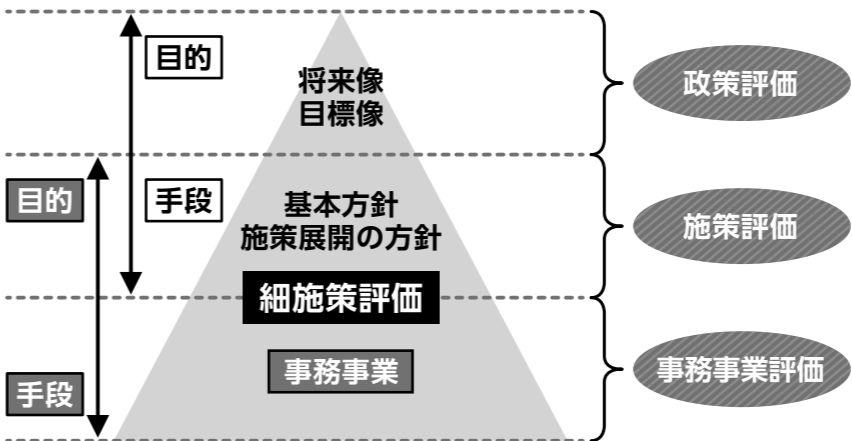 目的
将来像
目標像
政策評価
目的
手段
基本方針
施策展開の方針
施策評価
細施策評価
手段
事務事業
事務事業評価